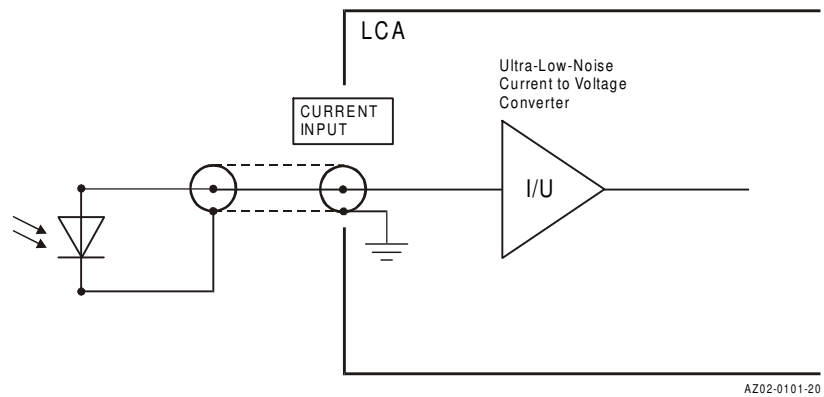 LCA
Ultra-Low-Noise
Current to Voltage
Converter
CURRENT
INPUT
I/U
AZ02-0101-20